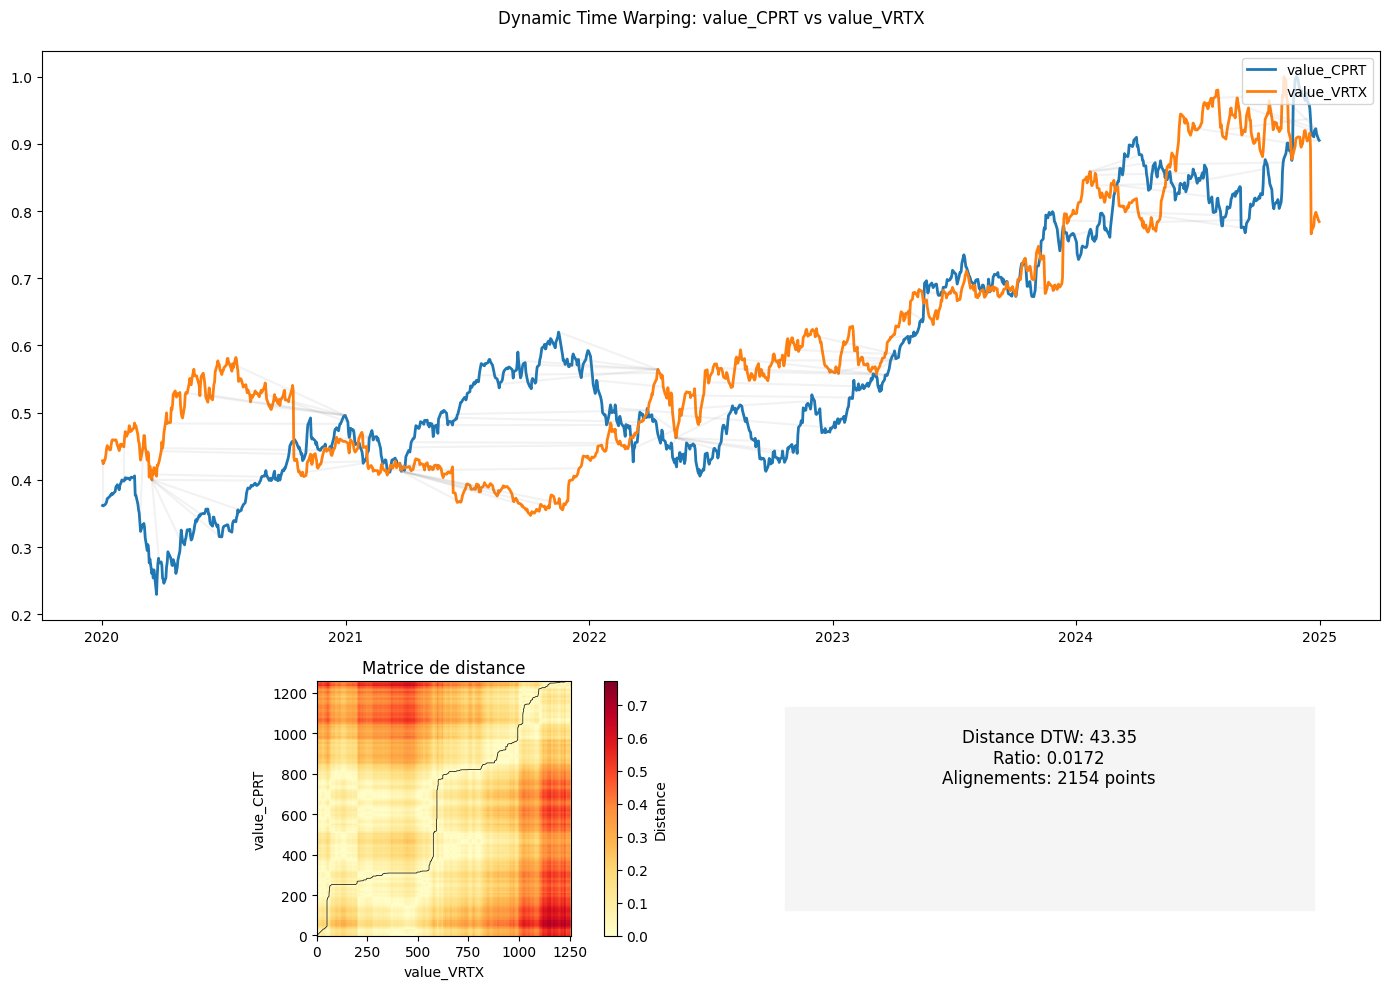 Dynamic Time Warping: value_CPRT vs value_VRTX
value_CPRT
value_VRTX
1.0
0.9
0.8
0.7
0.6
0.5
0.4
0.3
0.2
2020 2021 2022 2023 2024 2025
Matrice de distance
value_CPRT
1200
1000
800
600
400
200
0
0 250 500 750 1000 1250
value_VRTX
0.7
0.6
0.5
0.4
0.3
0.2
0.1
0.0
Distance
Distance DTW: 43.35
Ratio: 0.0172
Alignements: 2154 points